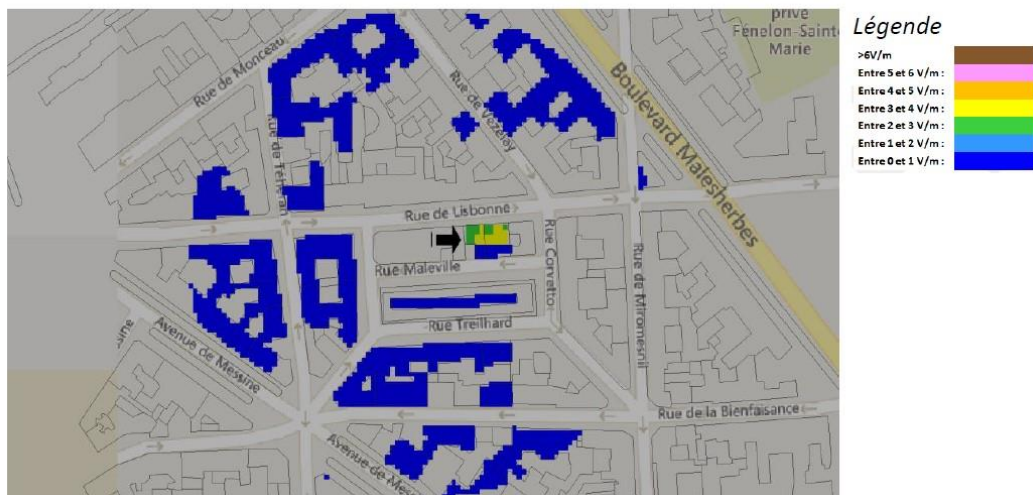 privé
Fénelon-Sainte
Marie
Rue de Monceau
Rue de Vézelay
Boulevard Malesherbes
Rue de Téhéran
Rue de Lisbonne
Rue Maleville
Rue Corvetto
Rue de Miromesnil
Rue Treilhard
Avenue de Messine
Rue de la Bienfaisance
Avenue de Mes
Légende
>6V/m
Entre 5 et 6 V/m :
Entre 4 et 5 V/m :
Entre 3 et 4 V/m :
Entre 2 et 3 V/m :
Entre 1 et 2 V/m :
Entre 0 et 1 V/m :